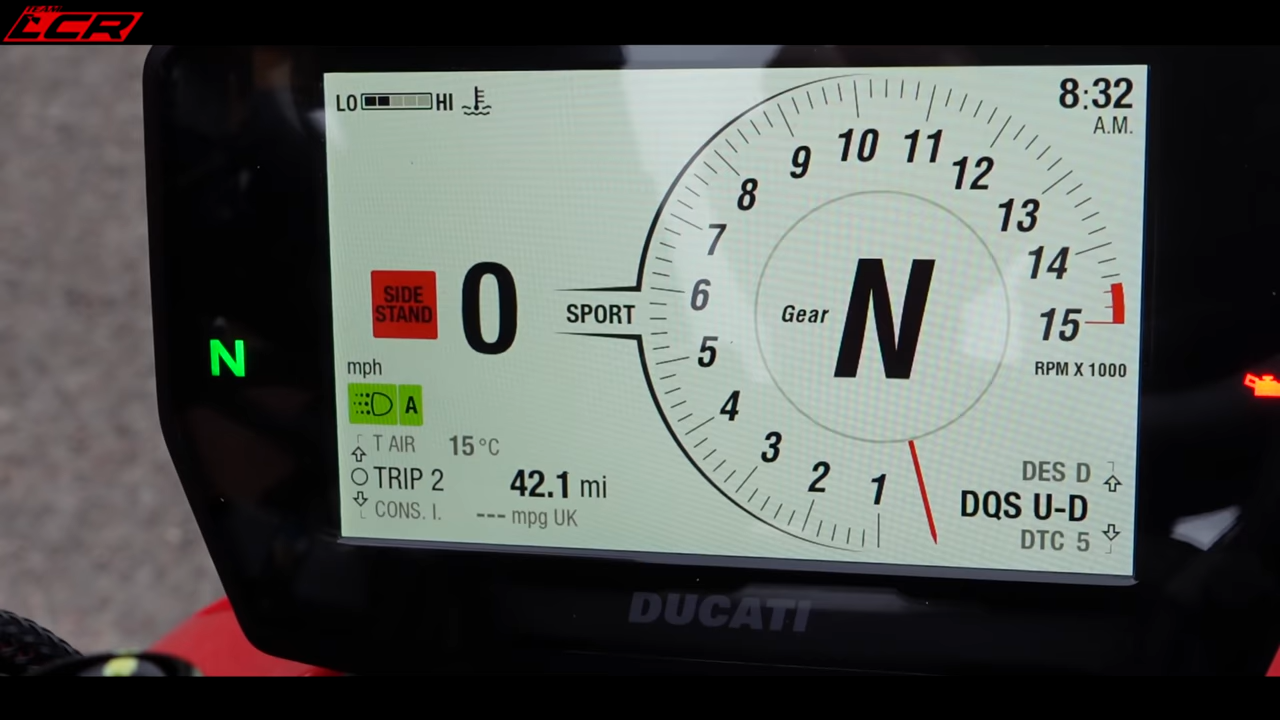 TEAM
LCR
LO HI
8:32
A.M.
SIDE
STAND
0
mph
SPORT
N
A
T AIR 15°C
TRIP 2 42.1 mi
CONS. I. --- mpg UK
1
2
3
4
5
6
7
8
9
10
11
12
13
14
15
RPM X 1000
Gear N
DES D
DQS U-D
DTC 5
DUCATI